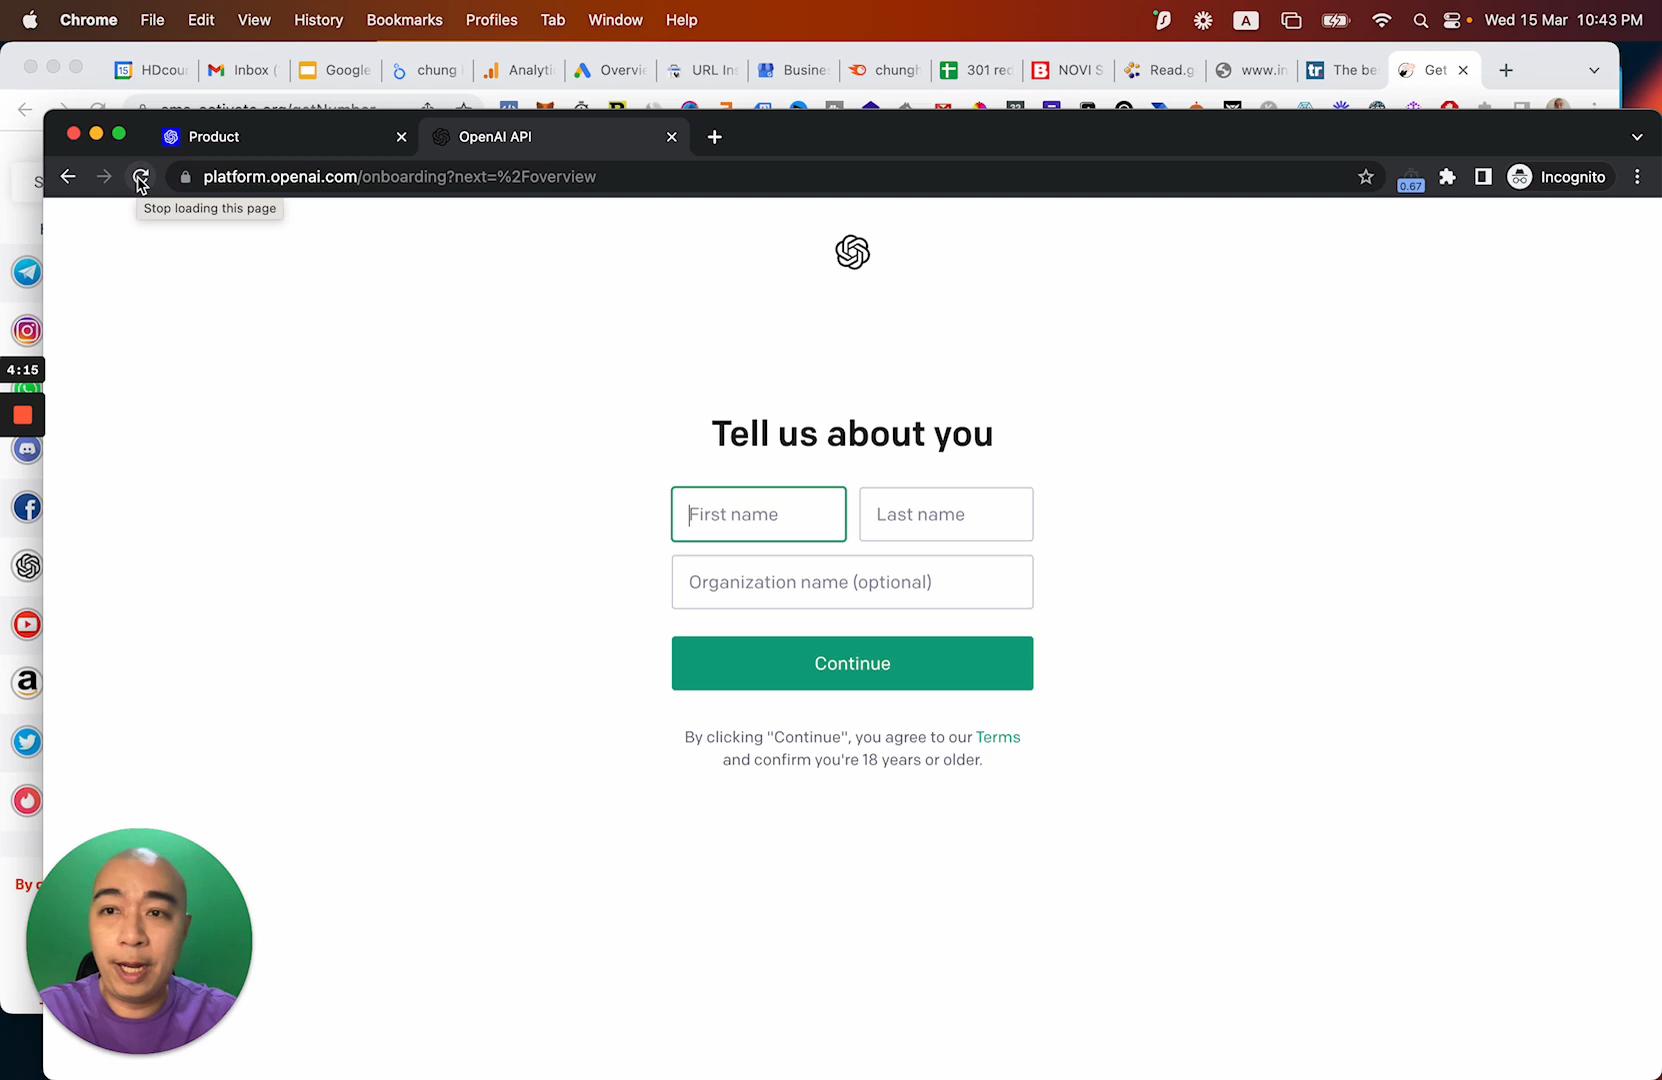 Chrome File Edit View History Bookmarks Profiles Tab Window Help A Wed 15 Mar 10:43 PM
15 HDcour Inbox ( Google chung Analyti Overvie URL In Busine chungh 301 red NOVI S Read.g www.in The be Get
Product OpenAI API
platform.openai.com/onboarding?next=%2Foverview 0.67 Incognito
Stop loading this page
4:15
Tell us about you
First name Last name
Organization name (optional)
Continue
By clicking "Continue", you agree to our Terms
and confirm you're 18 years or older.